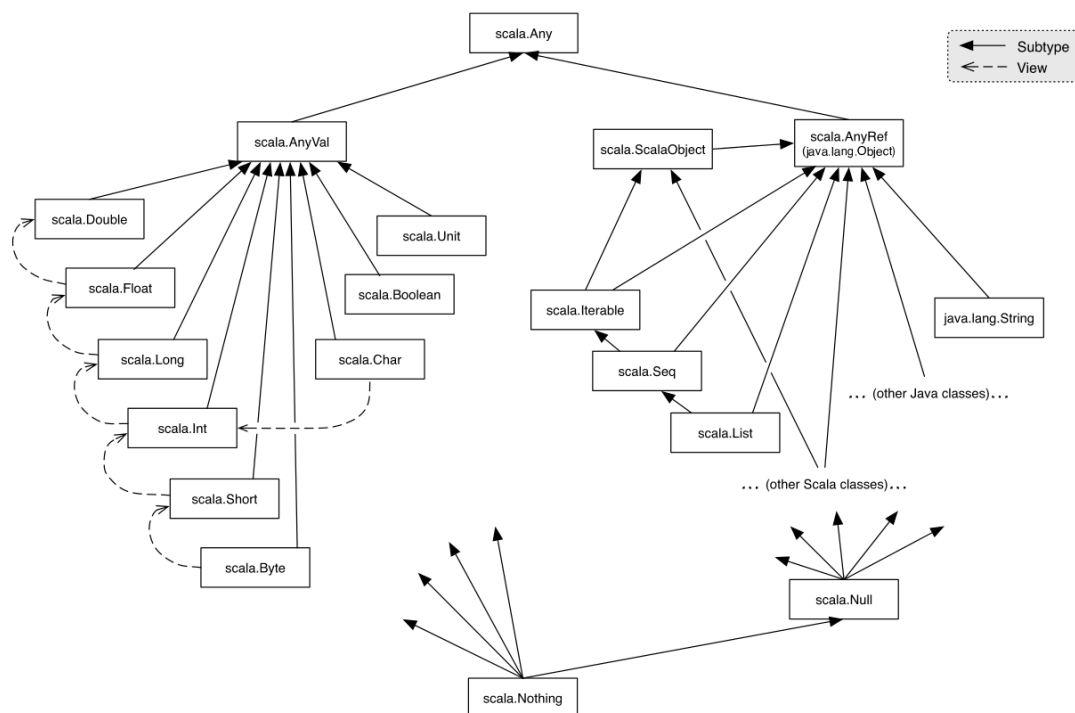 scala.Any
Subtype
View
scala.AnyVal
scala.ScalaObject
scala.AnyRef
(java.lang.Object)
scala.Double
scala.Unit
scala.Float
scala.Boolean
scala.Iterable
java.lang.String
scala.Long
scala.Char
scala.Seq
... (other Java classes)...
scala.Int
scala.List
scala.Short
... (other Scala classes)...
scala.Byte
scala.Null
scala.Nothing